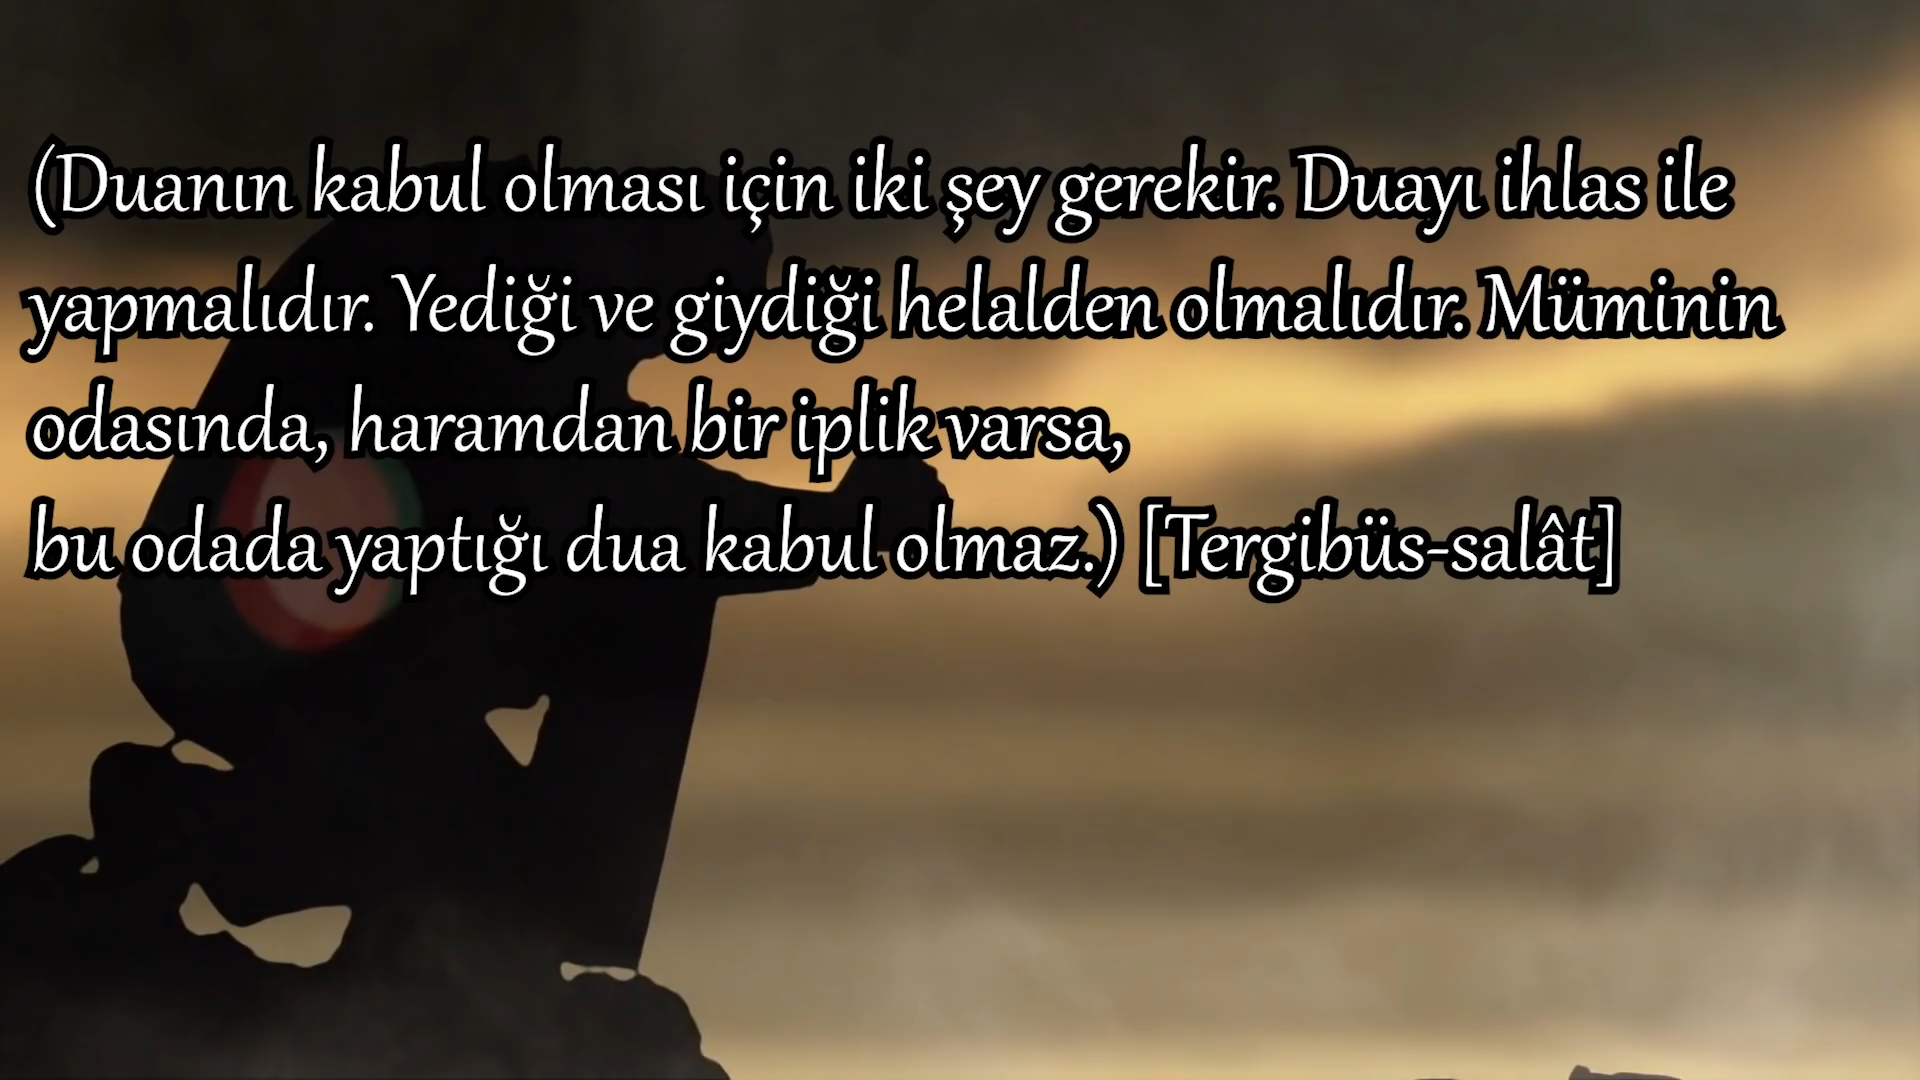 (Duanın kabul olması için iki şey gerekir. Duayı ihlas ile
yapmalıdır. Yediği ve giydiği helalden olmalıdır. Müminin
odasında, haramdan bir iplik varsa,
bu odada yaptığı dua kabul olmaz.) [Tergibüs-salât]